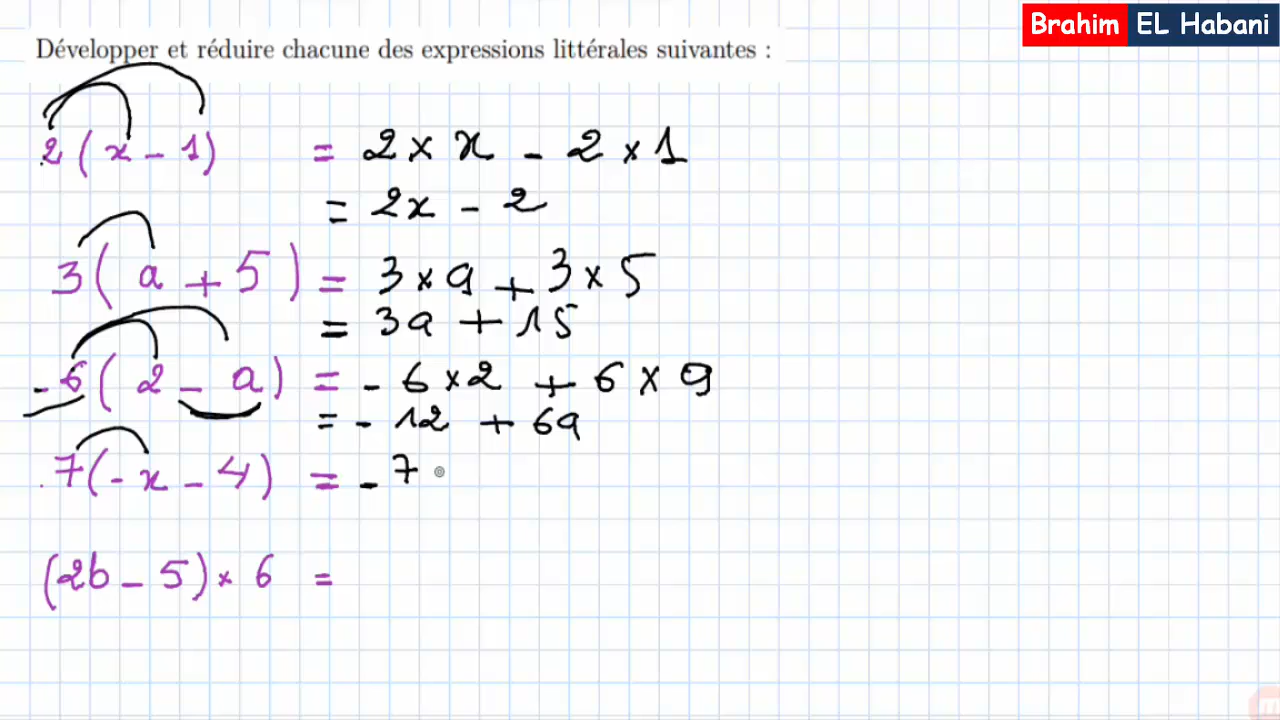 Brahim EL Habani
Développer et réduire chacune des expressions littérales suivantes :
2(x - 1) = 2 × x - 2 × 1
= 2x - 2
3(a + 5) = 3 × a + 3 × 5
= 3a + 15
-6(2 - a) = - 6 × 2 + 6 × a
= - 12 + 6a
7(-x - 4) = - 7
(2b - 5) × 6 =